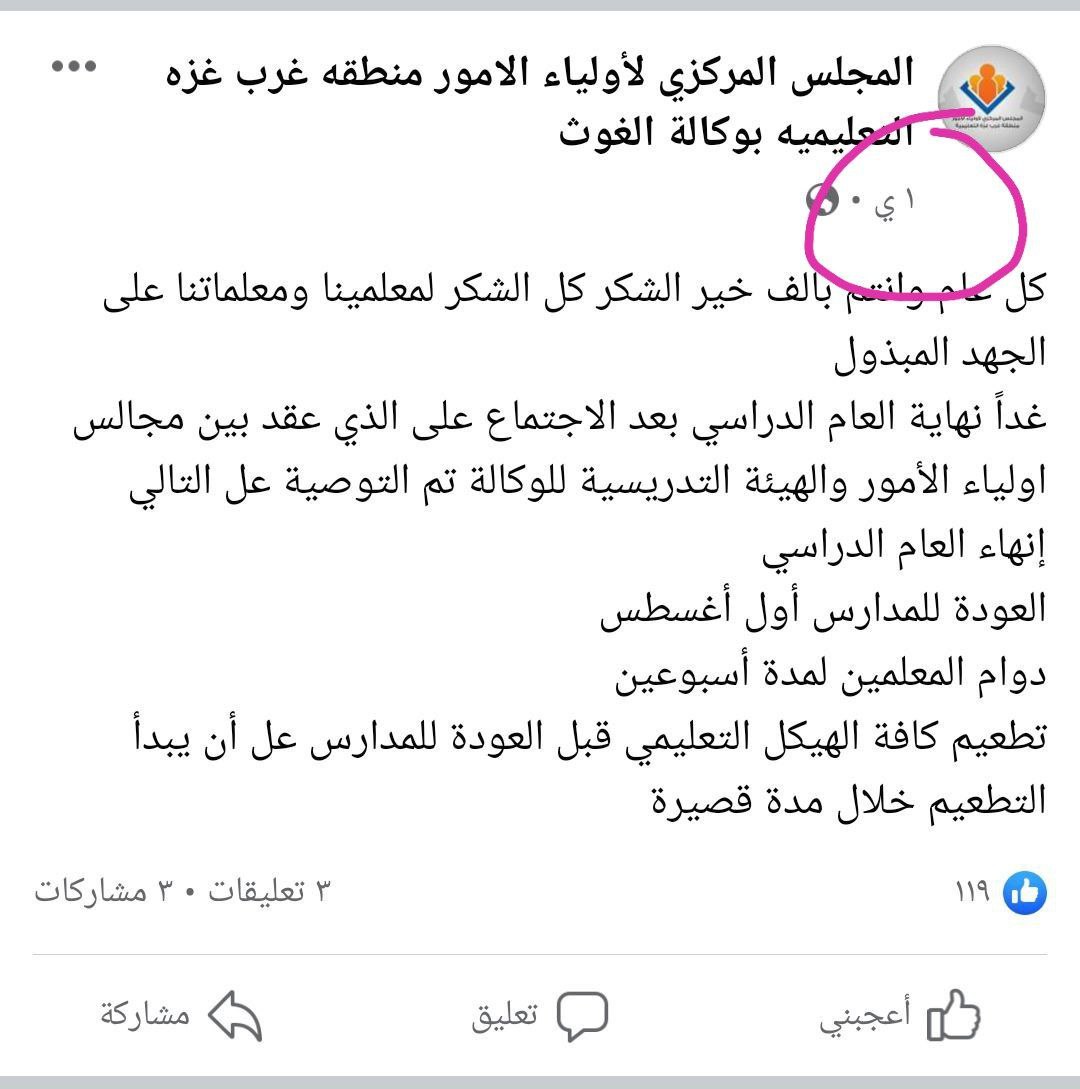 المجلس المركزي لأولياء الامور منطقه غرب غزه
التعليميه بوكالة الغوث
١ ي •
كل عام وانتم بالف خير الشكر كل الشكر لمعلمينا ومعلماتنا على
الجهد المبذول
غداً نهاية العام الدراسي بعد الاجتماع على الذي عقد بين مجالس
اولياء الأمور والهيئة التدريسية للوكالة تم التوصية عل التالي
إنهاء العام الدراسي
العودة للمدارس أول أغسطس
دوام المعلمين لمدة أسبوعين
تطعيم كافة الهيكل التعليمي قبل العودة للمدارس عل أن يبدأ
التطعيم خلال مدة قصيرة
١١٩
٣ تعليقات • ٣ مشاركات
أعجبني
تعليق
مشاركة